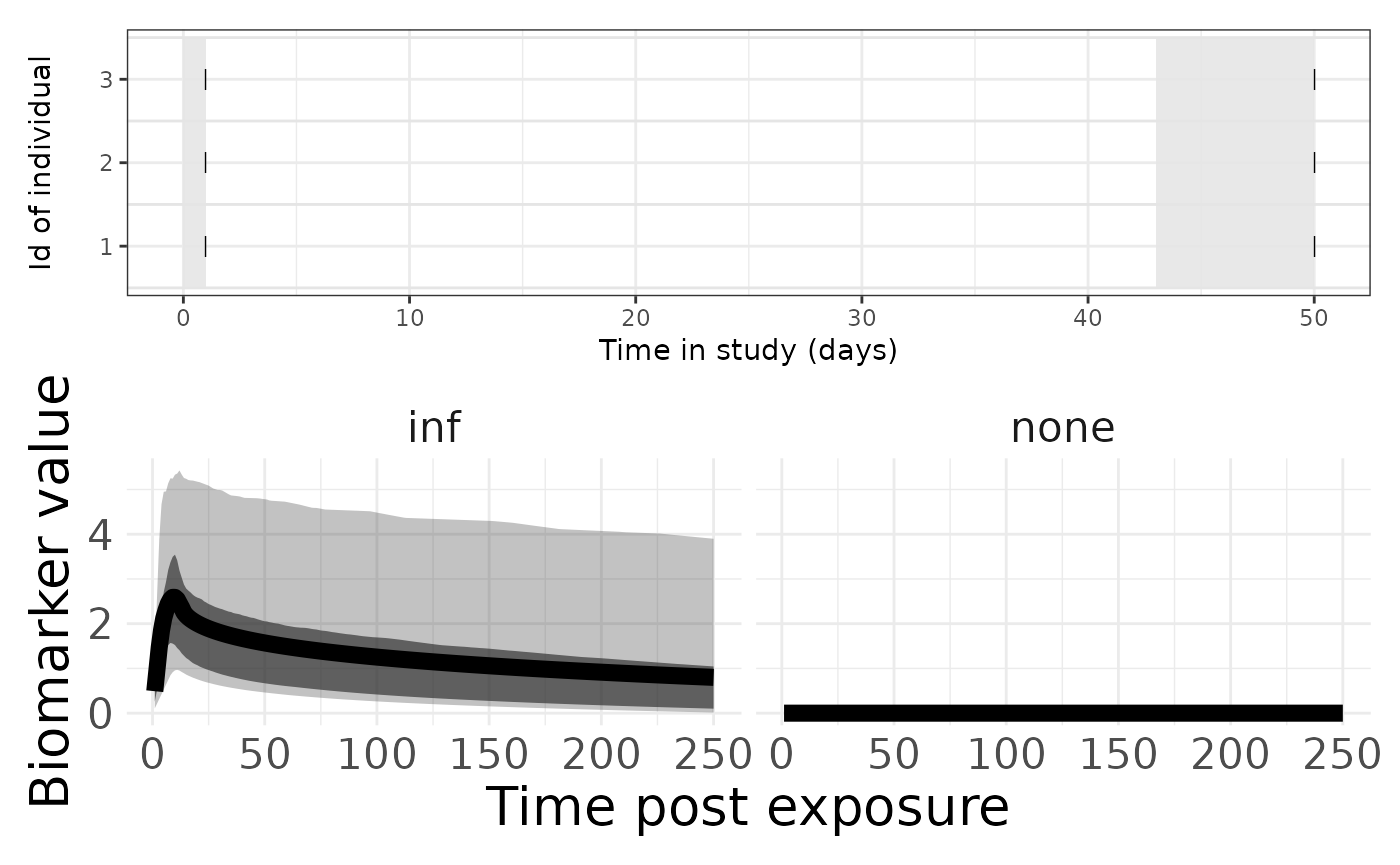 Id of individual
3
2
1
0 10 20 30 40 50
Time in study (days)
Biomarker value
inf none
4
2
0
0 50 100 150 200 250 0 50 100 150 200 250
Time post exposure